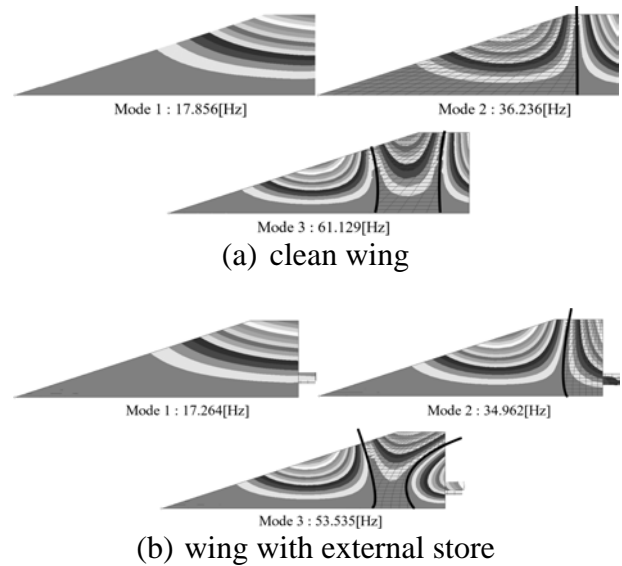 Mode 1 : 17.856[Hz]
Mode 2 : 36.236[Hz]
Mode 3 : 61.129[Hz]
(a) clean wing
Mode 1 : 17.264[Hz]
Mode 2 : 34.962[Hz]
Mode 3 : 53.535[Hz]
(b) wing with external store